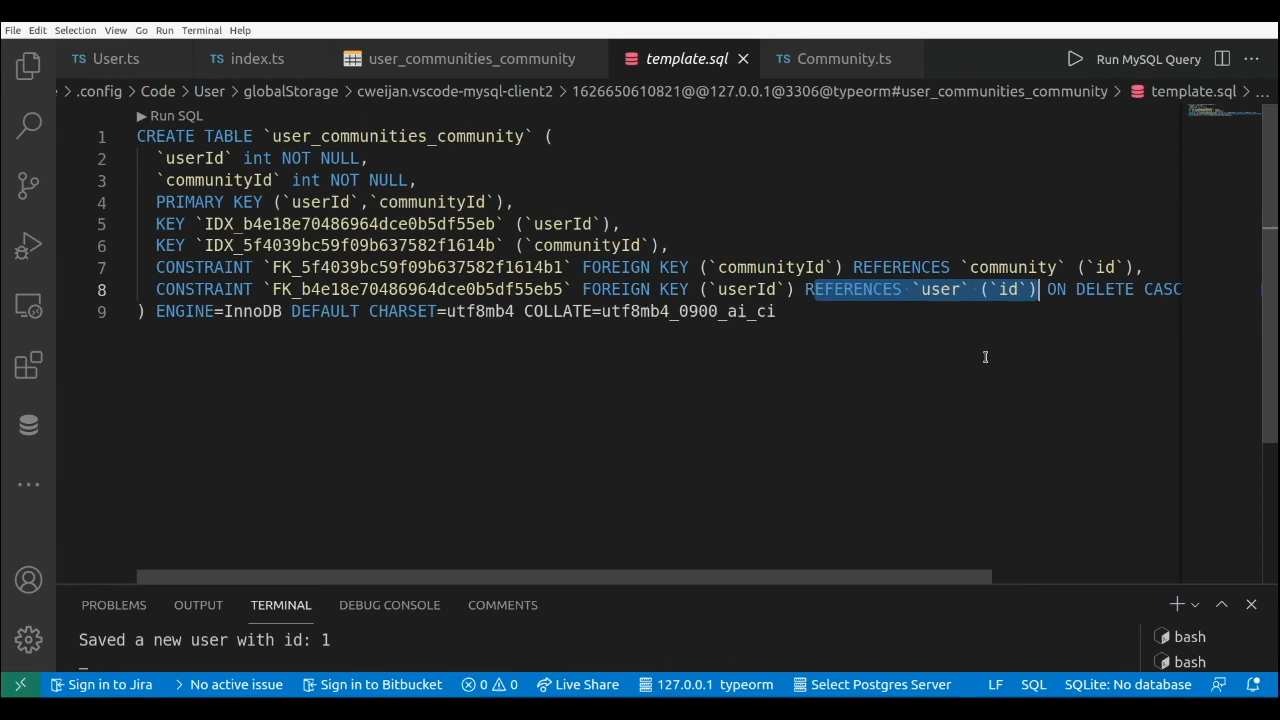 File Edit Selection View Go Run Terminal Help
TS User.ts TS index.ts user_communities_community template.sql TS Community.ts Run MySQL Query ···
.config > Code > User > globalStorage > cweijan.vscode-mysql-client2 > 1626650610821@@127.0.0.1@3306@typeorm#user_communities_community > template.sql > ...
Run SQL
1 CREATE TABLE `user_communities_community` (
2 `userId` int NOT NULL,
3 `communityId` int NOT NULL,
4 PRIMARY KEY (`userId`,`communityId`),
5 KEY `IDX_b4e18e70486964dce0b5df55eb` (`userId`),
6 KEY `IDX_5f4039bc59f09b637582f1614b` (`communityId`),
7 CONSTRAINT `FK_5f4039bc59f09b637582f1614b1` FOREIGN KEY (`communityId`) REFERENCES `community` (`id`),
8 CONSTRAINT `FK_b4e18e70486964dce0b5df55eb5` FOREIGN KEY (`userId`) REFERENCES `user` (`id`) ON DELETE CASC
9 ) ENGINE=InnoDB DEFAULT CHARSET=utf8mb4 COLLATE=utf8mb4_0900_ai_ci
PROBLEMS OUTPUT TERMINAL DEBUG CONSOLE COMMENTS
Saved a new user with id: 1
bash
bash
Sign in to Jira No active issue Sign in to Bitbucket 0 0 Live Share 127.0.0.1 typeorm Select Postgres Server LF SQL SQLite: No database